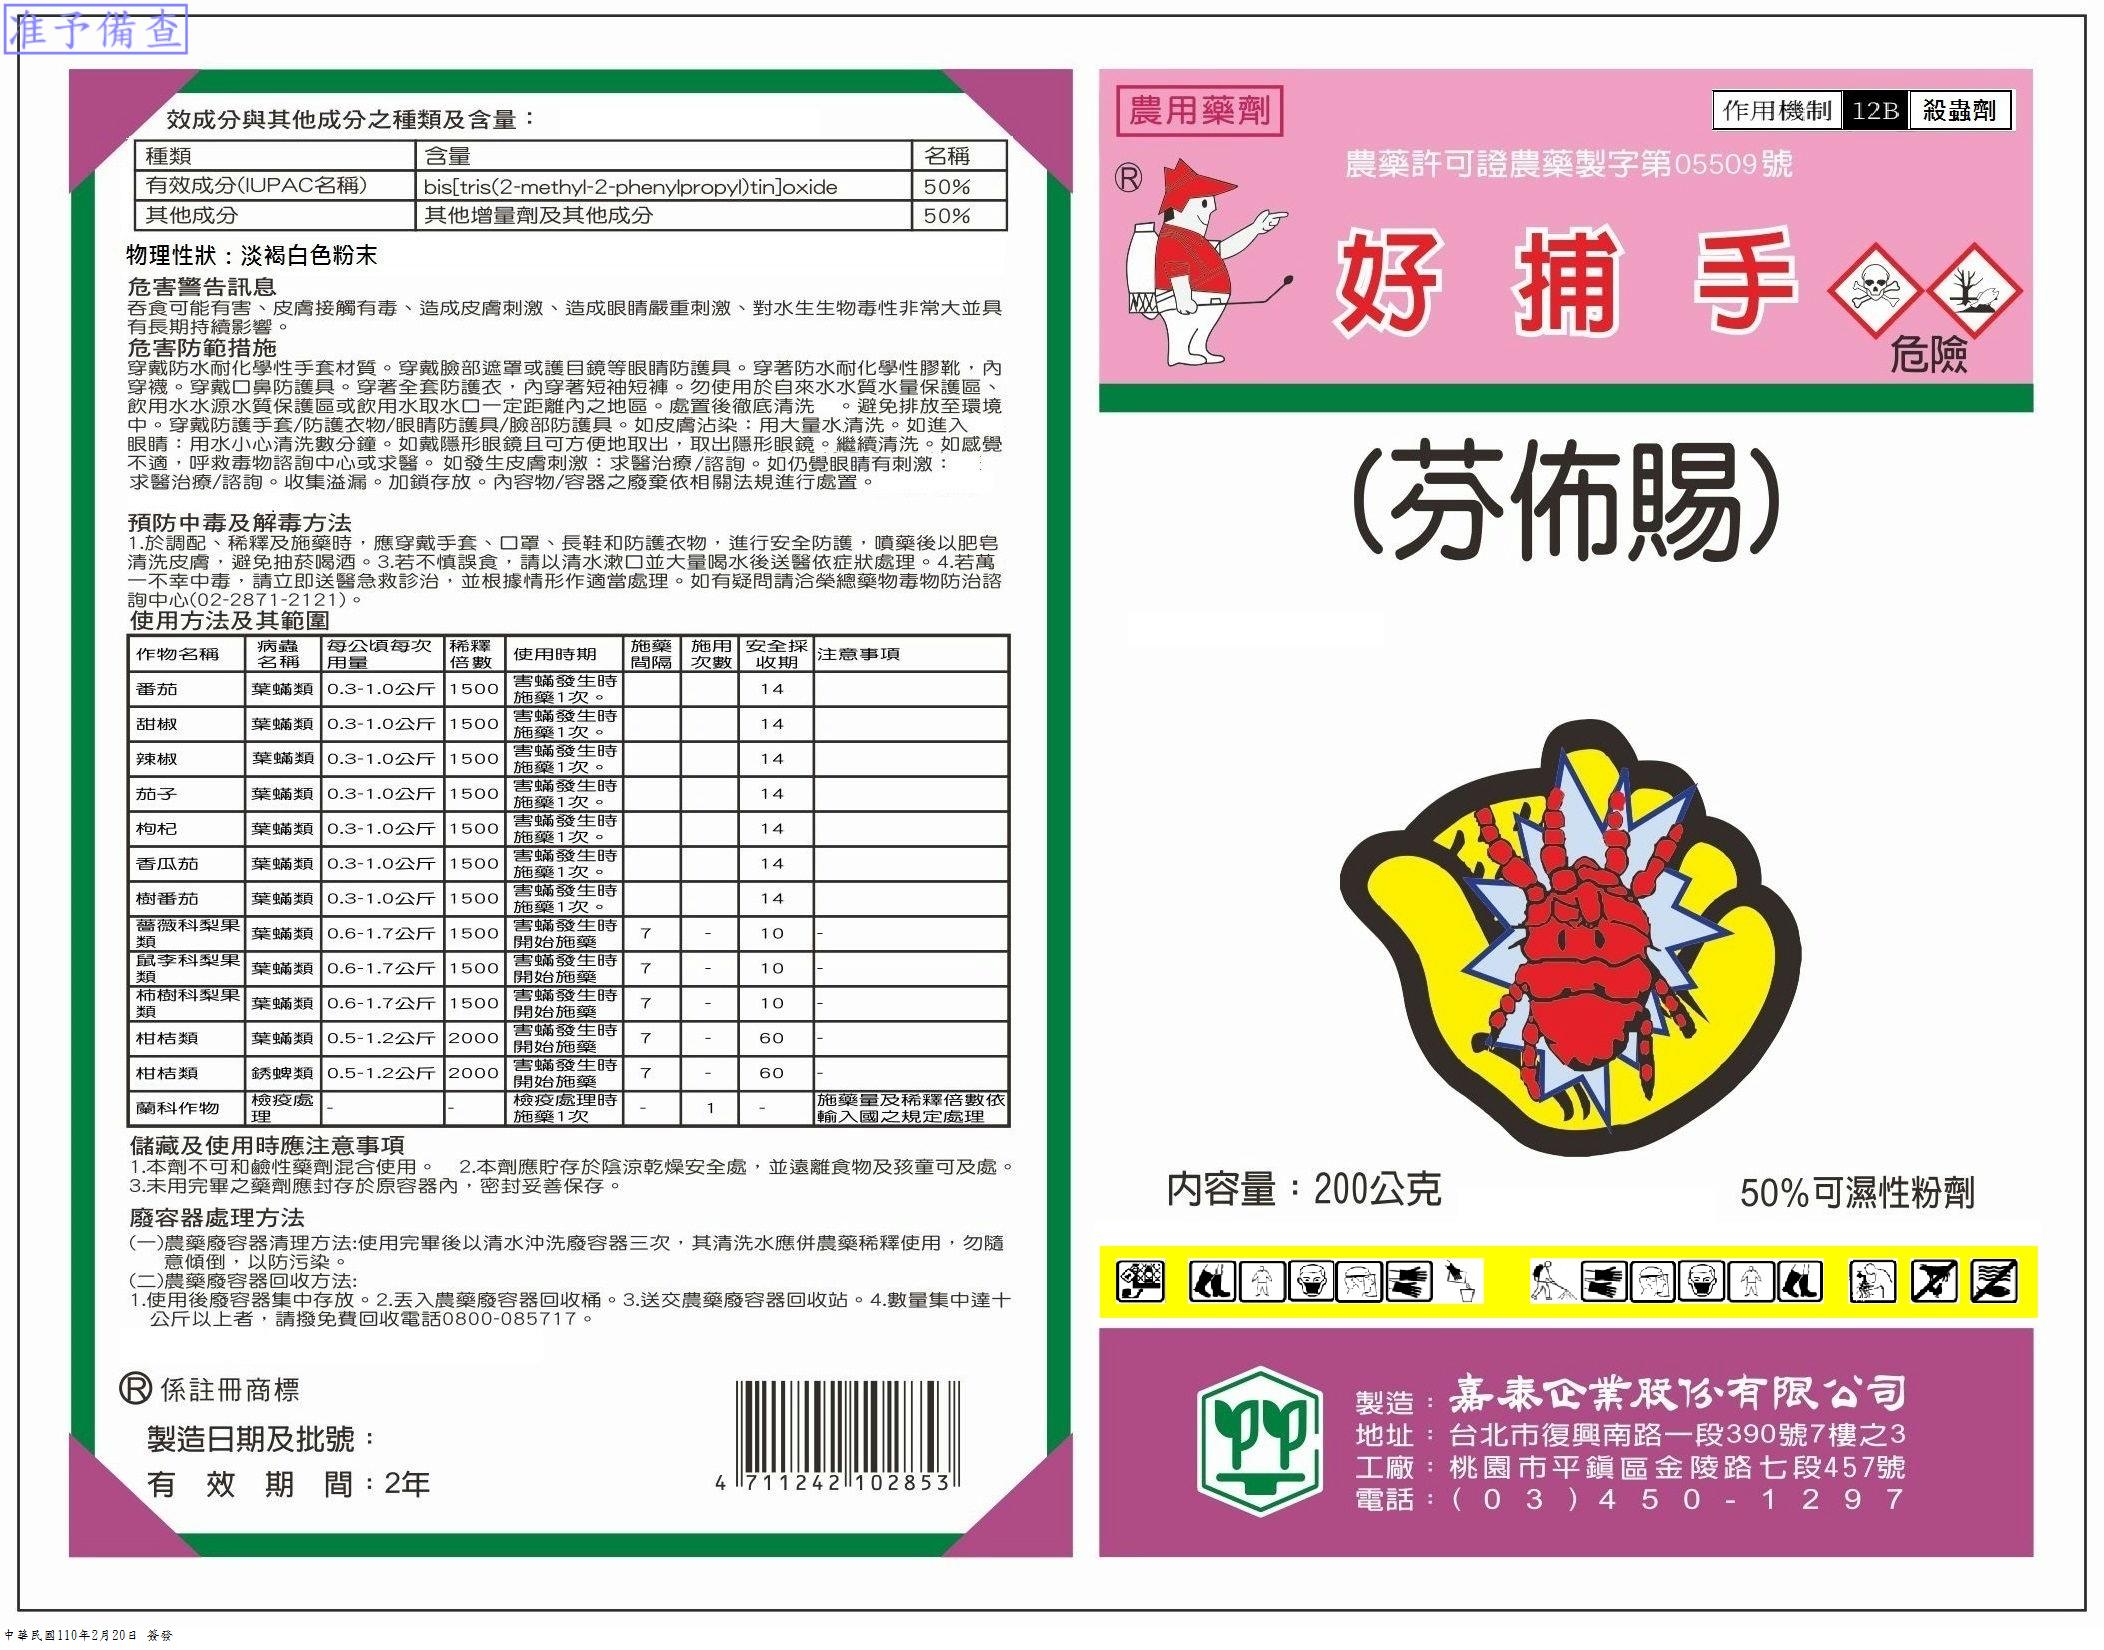 准予備查
效成分與其他成分之種類及含量：
種類 含量 名稱
有效成分(IUPAC名稱) bis[tris(2-methyl-2-phenylpropyl)tin]oxide 50%
其他成分 其他增量劑及其他成分 50%
物理性狀：淡褐白色粉末
危害警告訊息
吞食可能有害、皮膚接觸有毒、造成皮膚刺激、造成眼睛嚴重刺激、對水生生物毒性非常大並具
有長期持續影響。
危害防範措施
穿戴防水耐化學性手套材質。穿戴臉部遮罩或護目鏡等眼睛防護具。穿著防水耐化學性膠靴，內
穿襪。穿戴口鼻防護具。穿著全套防護衣，內穿著短袖短褲。勿使用於自來水水質水量保護區、
飲用水水源水質保護區或飲用水取水口一定距離內之地區。處置後徹底清洗 。避免排放至環境
中。穿戴防護手套/防護衣物/眼睛防護具/臉部防護具。如皮膚沾染：用大量水清洗。如進入
眼睛：用水小心清洗數分鐘。如戴隱形眼鏡且可方便地取出，取出隱形眼鏡。繼續清洗。如感覺
不適，呼救毒物諮詢中心或求醫。如發生皮膚刺激：求醫治療/諮詢。如仍覺眼睛有刺激：
求醫治療/諮詢。收集溢漏。加鎖存放。內容物/容器之廢棄依相關法規進行處置。
預防中毒及解毒方法
1.於調配、稀釋及施藥時，應穿戴手套、口罩、長鞋和防護衣物，進行安全防護，噴藥後以肥皂
清洗皮膚，避免抽菸喝酒。3.若不慎誤食，請以清水漱口並大量喝水後送醫依症狀處理。4.若萬
一不幸中毒，請立即送醫急救診治，並根據情形作適當處理。如有疑問請洽榮總藥物毒物防治諮
詢中心(02-2871-2121)。
使用方法及其範圍
作物名稱 病蟲名稱 每公頃每次用量 稀釋倍數 使用時期 施藥間隔 施用次數 安全採收期 注意事項
番茄 葉蟎類 0.3-1.0公斤 1500 害蟎發生時施藥1次。 14
甜椒 葉蟎類 0.3-1.0公斤 1500 害蟎發生時施藥1次。 14
辣椒 葉蟎類 0.3-1.0公斤 1500 害蟎發生時施藥1次。 14
茄子 葉蟎類 0.3-1.0公斤 1500 害蟎發生時施藥1次。 14
枸杞 葉蟎類 0.3-1.0公斤 1500 害蟎發生時施藥1次。 14
香瓜茄 葉蟎類 0.3-1.0公斤 1500 害蟎發生時施藥1次。 14
樹番茄 葉蟎類 0.3-1.0公斤 1500 害蟎發生時施藥1次。 14
薔薇科梨果類 葉蟎類 0.6-1.7公斤 1500 害蟎發生時開始施藥 7 - 10 -
鼠李科梨果類 葉蟎類 0.6-1.7公斤 1500 害蟎發生時開始施藥 7 - 10 -
柿樹科梨果類 葉蟎類 0.6-1.7公斤 1500 害蟎發生時開始施藥 7 - 10 -
柑桔類 葉蟎類 0.5-1.2公斤 2000 害蟎發生時開始施藥 7 - 60 -
柑桔類 銹蜱類 0.5-1.2公斤 2000 害蟎發生時開始施藥 7 - 60 -
蘭科作物 檢疫處理 - - 檢疫處理時施藥1次 - 1 - 施藥量及稀釋倍數依輸入國之規定處理
儲藏及使用時應注意事項
1.本劑不可和鹼性藥劑混合使用。 2.本劑應貯存於陰涼乾燥安全處，並遠離食物及孩童可及處。
3.未用完畢之藥劑應封存於原容器內，密封妥善保存。
廢容器處理方法
(一)農藥廢容器清理方法:使用完畢後以清水沖洗廢容器三次，其清洗水應併農藥稀釋使用，勿隨
意傾倒，以防污染。
(二)農藥廢容器回收方法:
1.使用後廢容器集中存放。2.丟入農藥廢容器回收桶。3.送交農藥廢容器回收站。4.數量集中達十
公斤以上者，請撥免費回收電話0800-085717。
®係註冊商標
製造日期及批號：
有效期間：2年
4 711242 102853
農用藥劑
作用機制 12B 殺蟲劑
農藥許可證農藥製字第05509號
®
好捕手
危險
(芬佈賜)
內容量：200公克
50%可濕性粉劑
製造：嘉泰企業股份有限公司
地址：台北市復興南路一段390號7樓之3
工廠：桃園市平鎮區金陵路七段457號
電話：(03)450-1297
中華民國110年2月20日 簽發